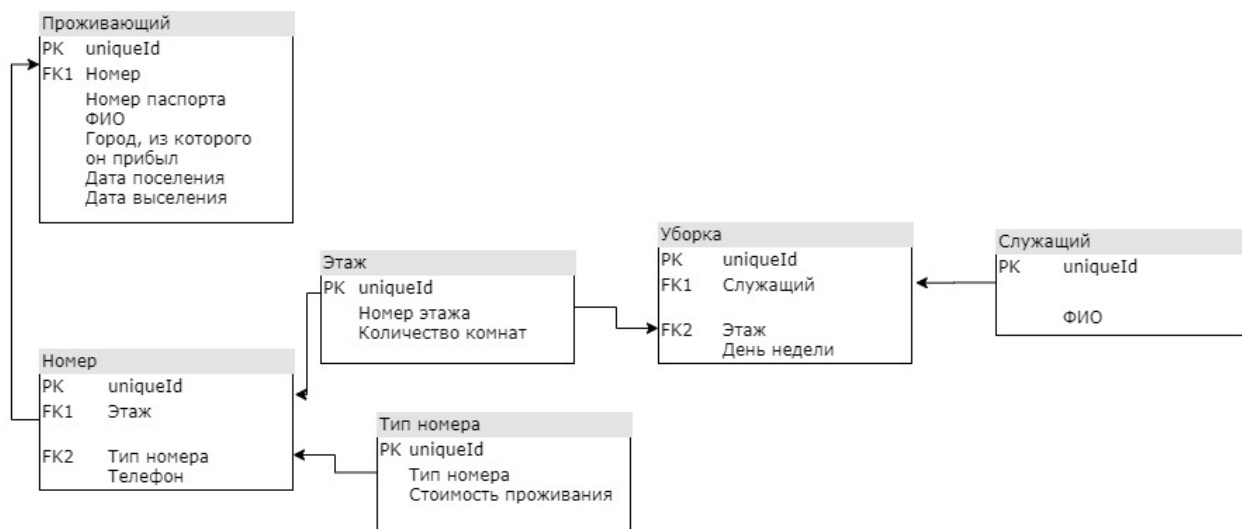 Проживающий
PK uniqueId
FK1 Номер
Номер паспорта
ФИО
Город, из которого
он прибыл
Дата поселения
Дата выселения
Этаж
PK uniqueId
Номер этажа
Количество комнат
Уборка
PK uniqueId
FK1 Служащий
FK2 Этаж
День недели
Служащий
PK uniqueId
ФИО
Номер
PK uniqueId
FK1 Этаж
FK2 Тип номера
Телефон
Тип номера
PK uniqueId
Тип номера
Стоимость проживания